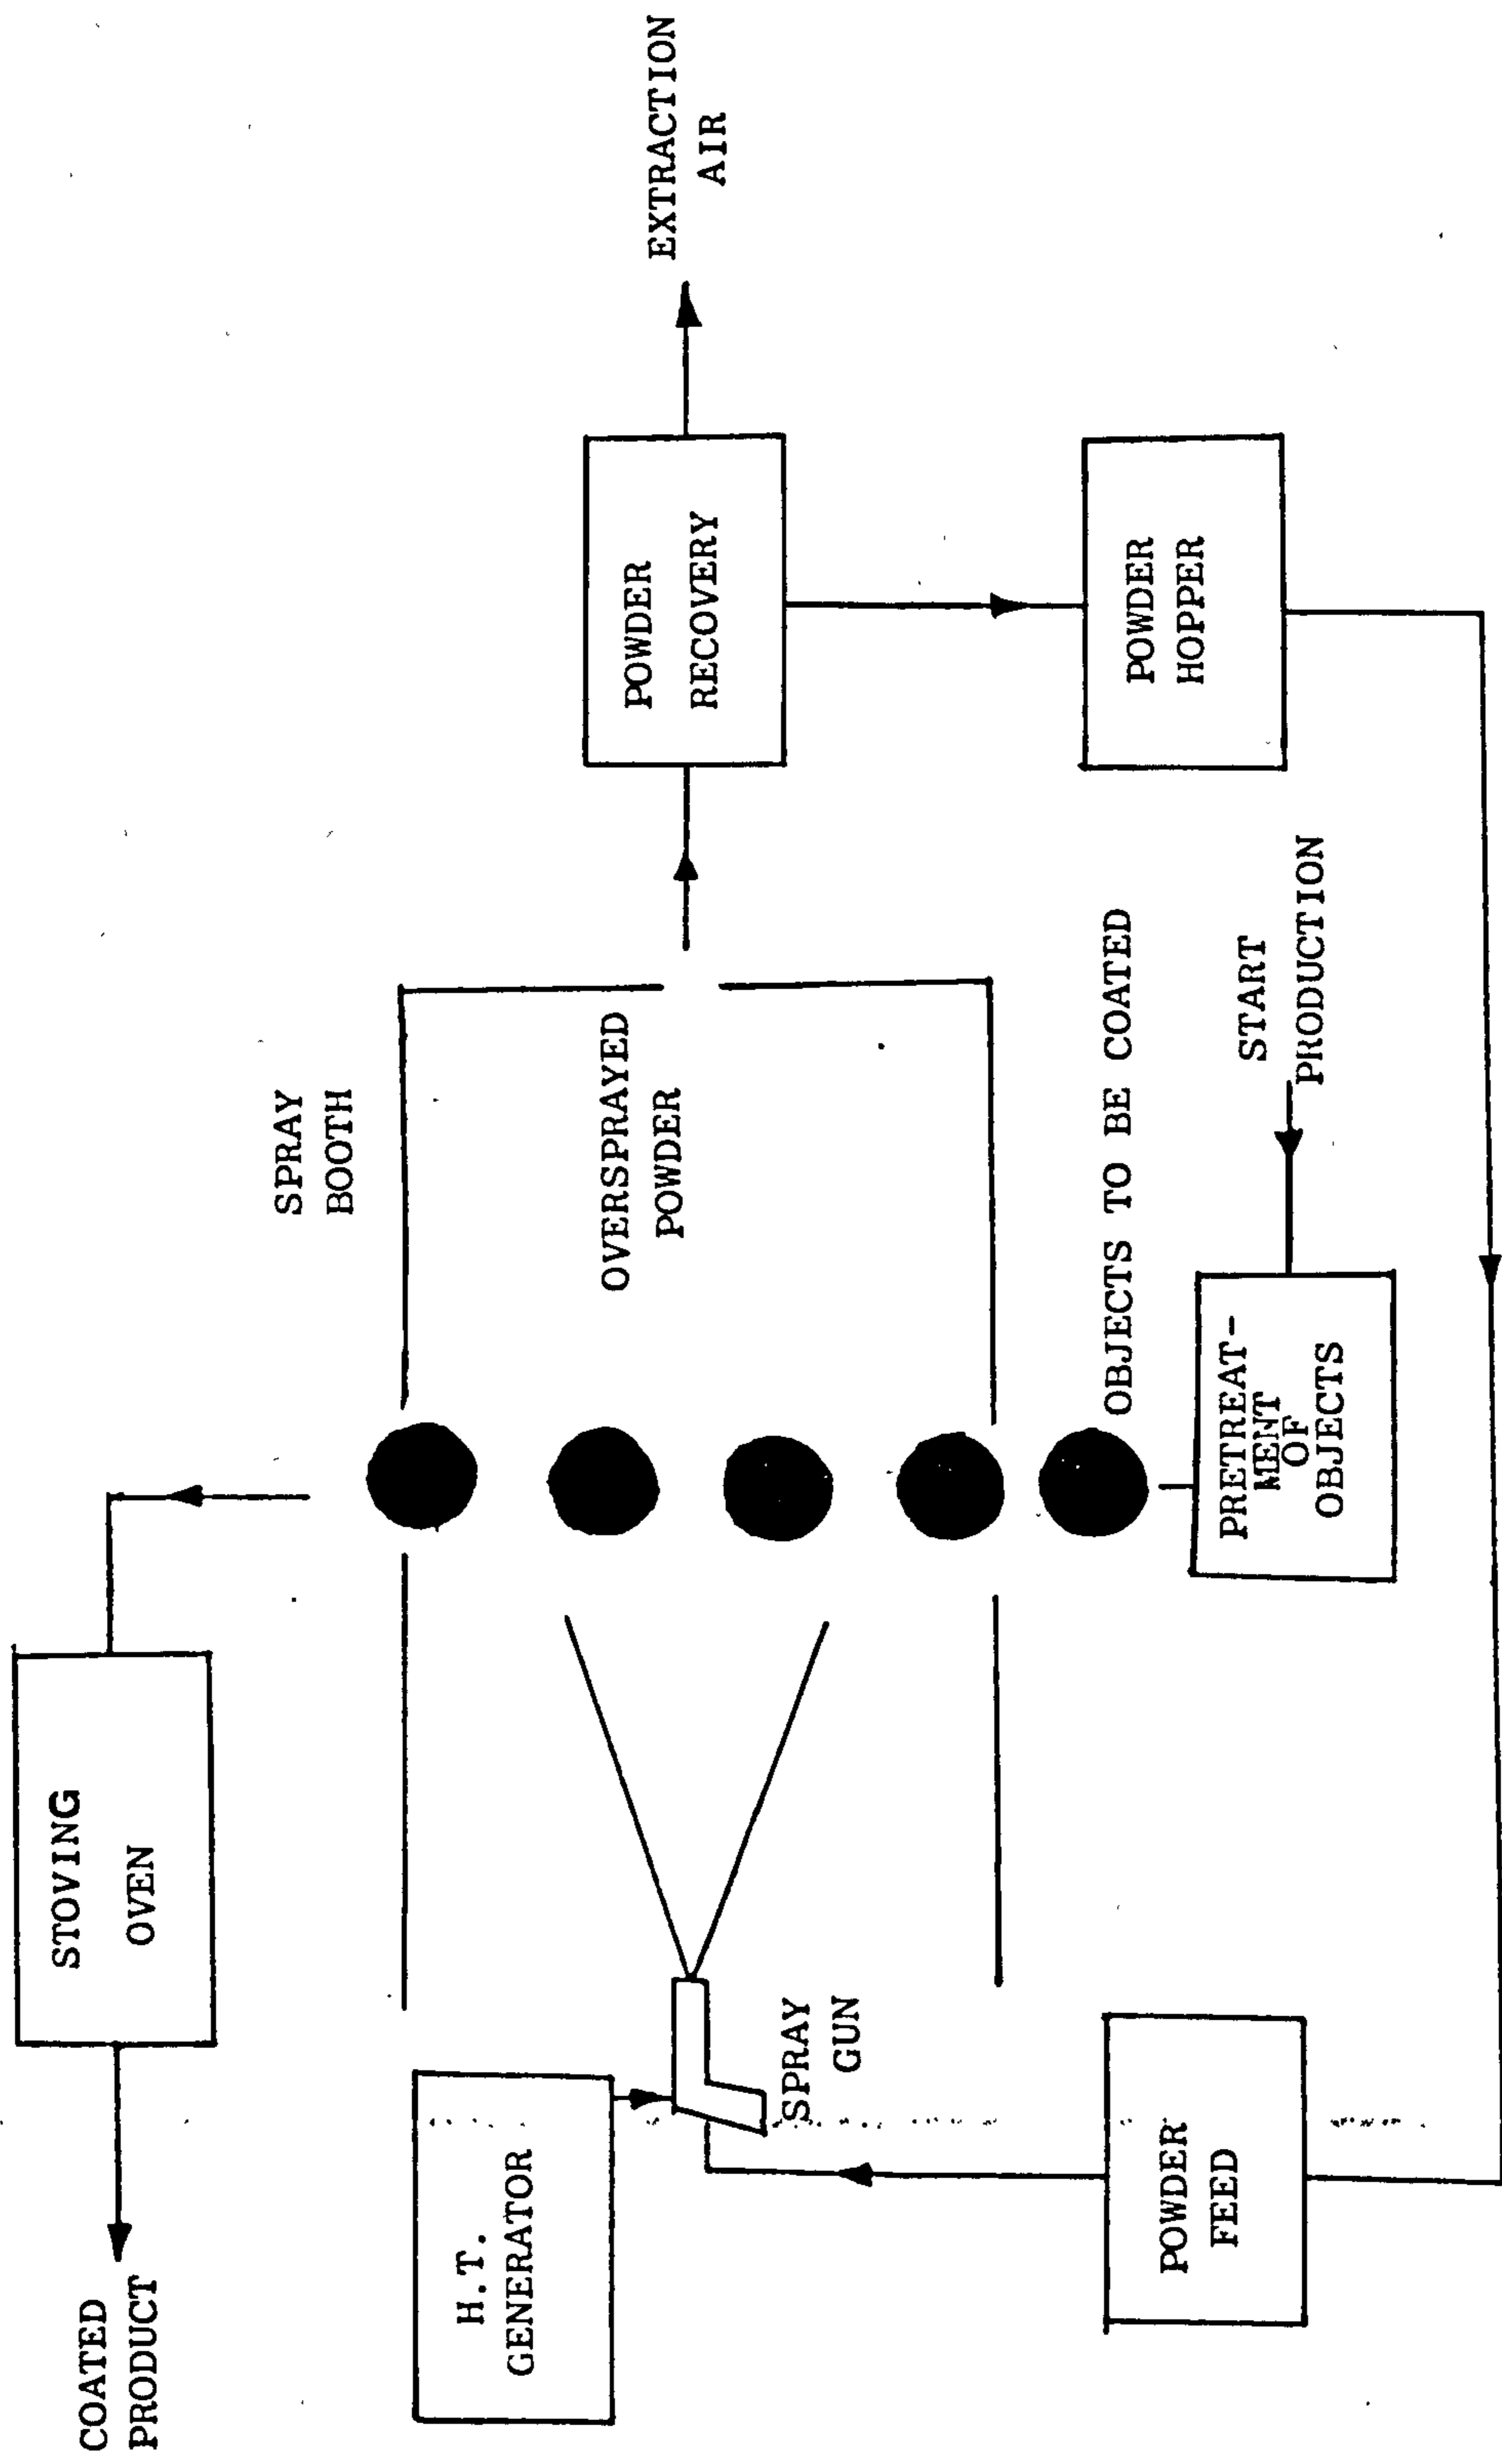 COATED
PRODUCT
STOVING
OVEN
H.T.
GENERATOR
SPRAY
GUN
POWDER
FEED
SPRAY
BOOTH
OVERSPRAYED
POWDER
OBJECTS TO BE COATED
PRETREAT-
MENT
OF
OBJECTS
START
PRODUCTION
POWDER
RECOVERY
POWDER
HOPPER
EXTRACTION
AIR